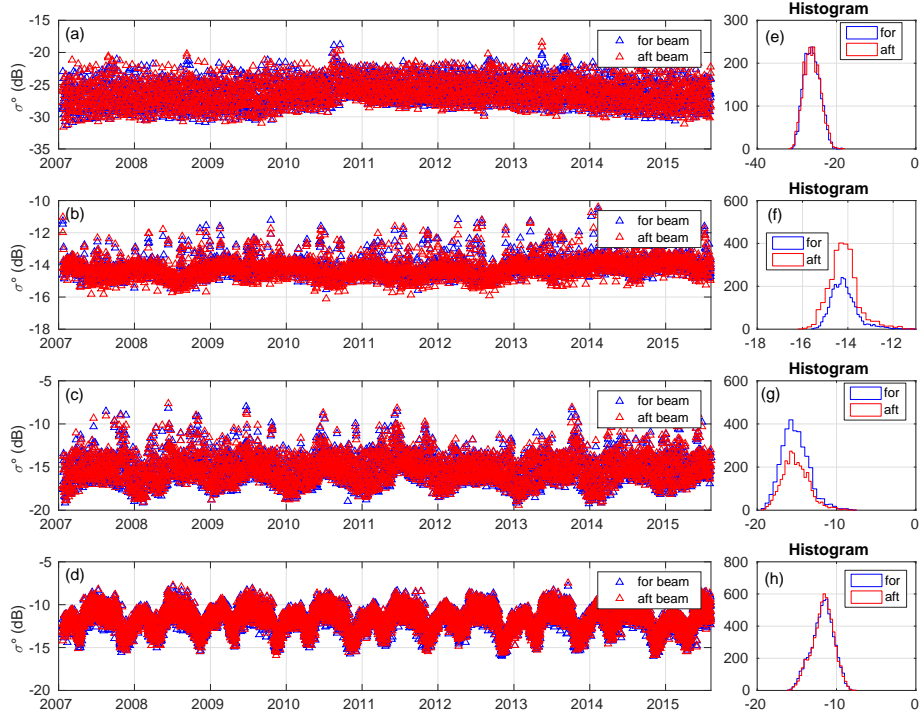 -15
-20
-25
-30
-35
σ° (dB)
(a)
for beam
aft beam
2007 2008 2009 2010 2011 2012 2013 2014 2015
Histogram
300
200
100
0
(e)
for
aft
-40 -20 0
-10
-12
-14
-16
-18
σ° (dB)
(b)
for beam
aft beam
2007 2008 2009 2010 2011 2012 2013 2014 2015
Histogram
600
400
200
0
(f)
for
aft
-18 -16 -14 -12
-5
-10
-15
-20
σ° (dB)
(c)
for beam
aft beam
2007 2008 2009 2010 2011 2012 2013 2014 2015
Histogram
600
400
200
0
(g)
for
aft
-20 -10 0
-5
-10
-15
-20
σ° (dB)
(d)
for beam
aft beam
2007 2008 2009 2010 2011 2012 2013 2014 2015
Histogram
800
600
400
200
0
(h)
for
aft
-20 -10 0